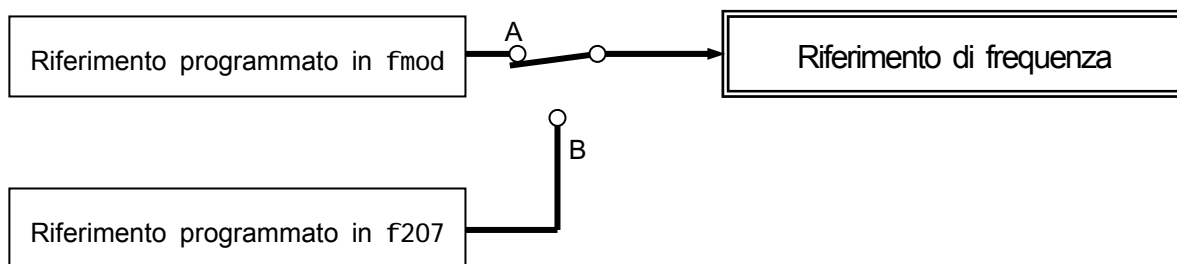 Riferimento programmato in fmod
A
Riferimento di frequenza
B
Riferimento programmato in f207